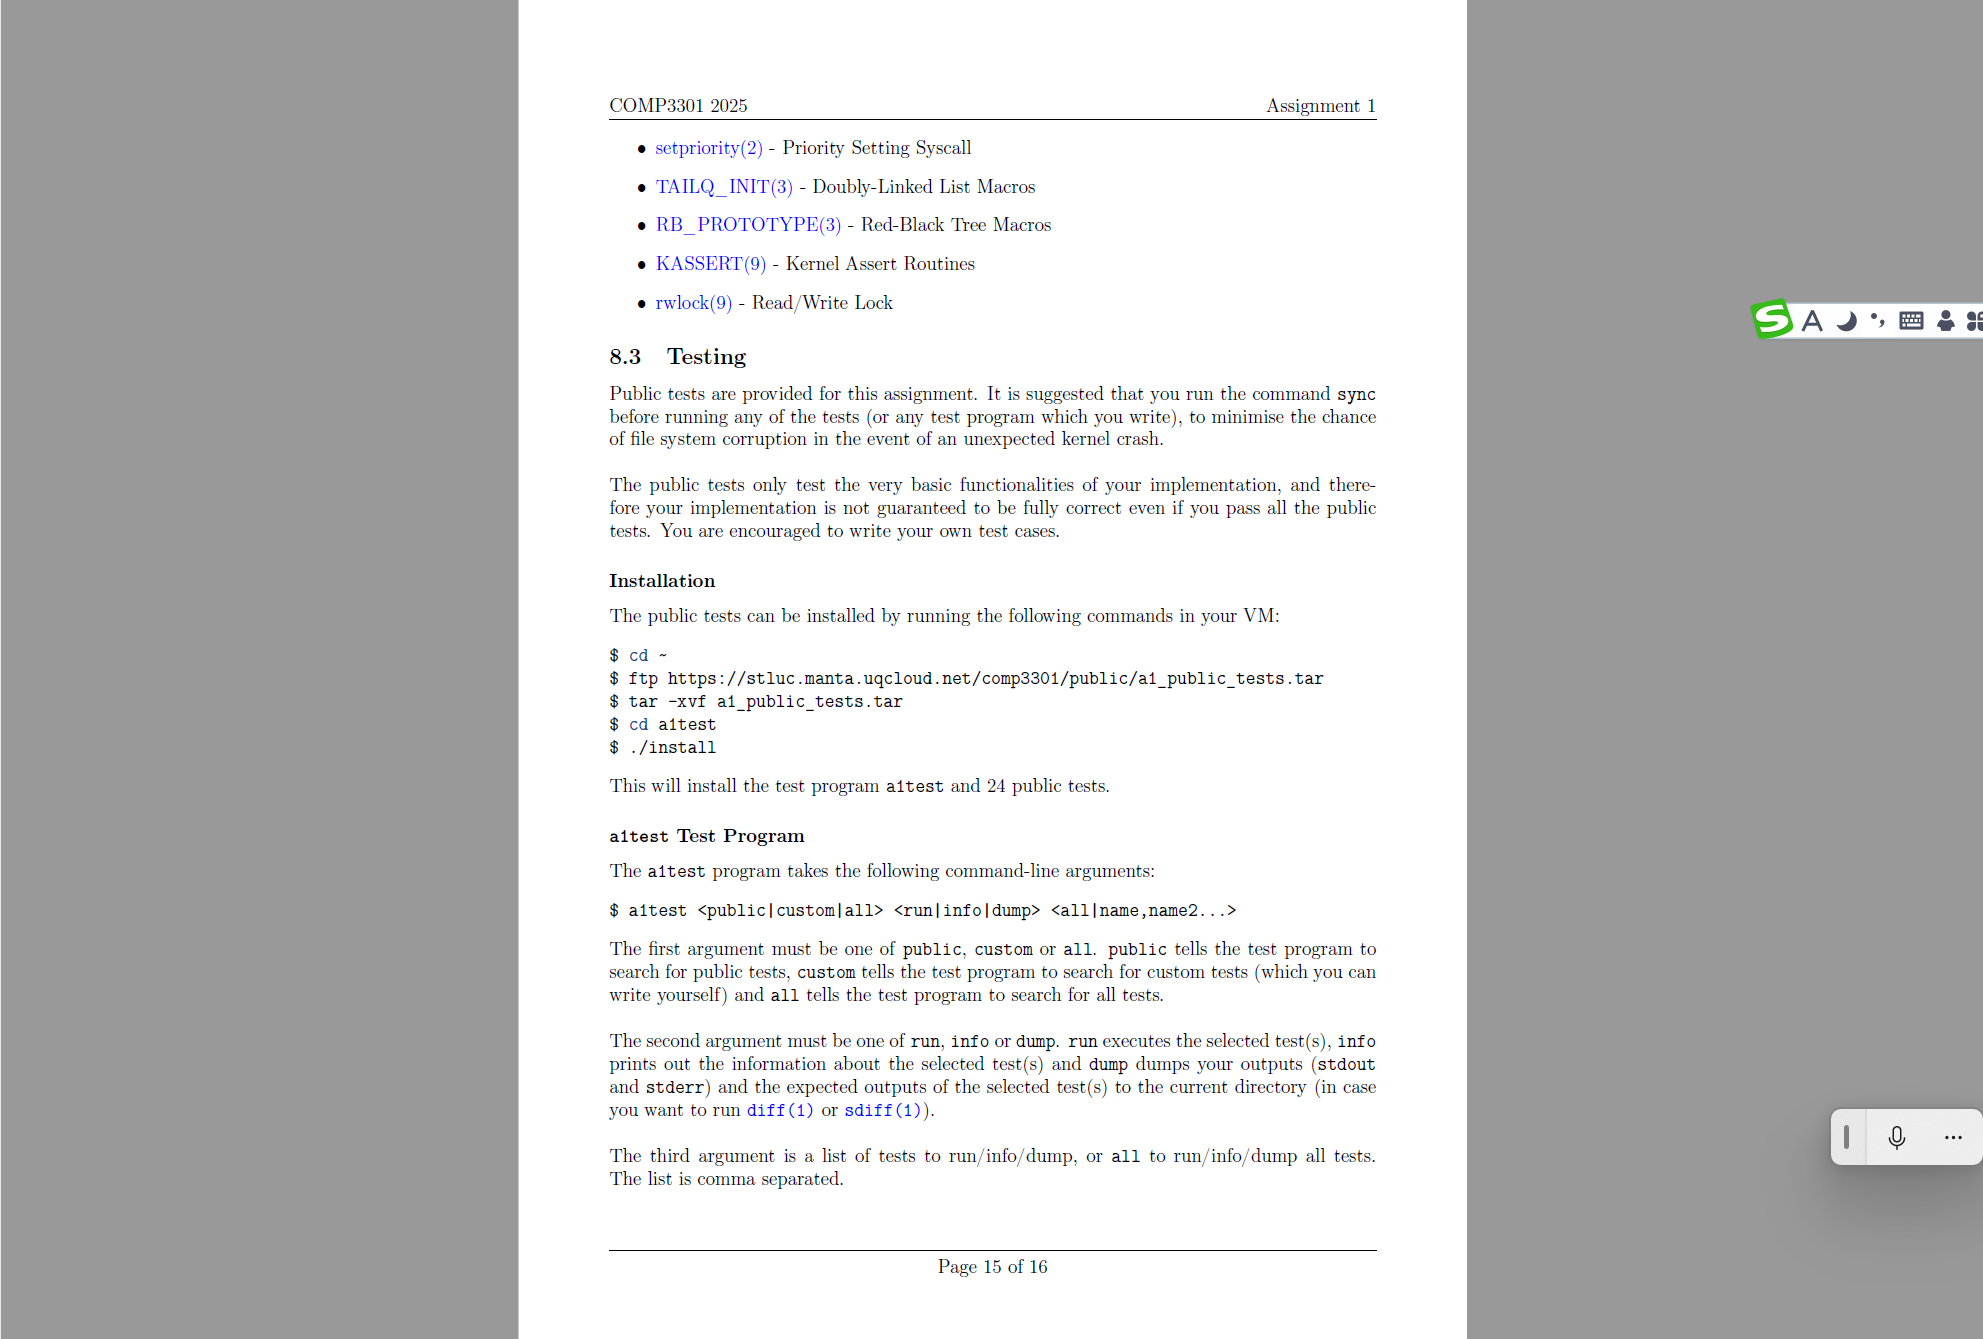 COMP3301 2025 Assignment 1
• setpriority(2) - Priority Setting Syscall
• TAILQ_INIT(3) - Doubly-Linked List Macros
• RB_PROTOTYPE(3) - Red-Black Tree Macros
• KASSERT(9) - Kernel Assert Routines
• rwlock(9) - Read/Write Lock
8.3 Testing
Public tests are provided for this assignment. It is suggested that you run the command sync
before running any of the tests (or any test program which you write), to minimise the chance
of file system corruption in the event of an unexpected kernel crash.
The public tests only test the very basic functionalities of your implementation, and there-
fore your implementation is not guaranteed to be fully correct even if you pass all the public
tests. You are encouraged to write your own test cases.
Installation
The public tests can be installed by running the following commands in your VM:
$ cd ~
$ ftp https://stluc.manta.uqcloud.net/comp3301/public/a1_public_tests.tar
$ tar -xvf a1_public_tests.tar
$ cd a1test
$ ./install
This will install the test program a1test and 24 public tests.
a1test Test Program
The a1test program takes the following command-line arguments:
$ a1test <public|custom|all> <run|info|dump> <all|name,name2...>
The first argument must be one of public, custom or all. public tells the test program to
search for public tests, custom tells the test program to search for custom tests (which you can
write yourself) and all tells the test program to search for all tests.
The second argument must be one of run, info or dump. run executes the selected test(s), info
prints out the information about the selected test(s) and dump dumps your outputs (stdout
and stderr) and the expected outputs of the selected test(s) to the current directory (in case
you want to run diff(1) or sdiff(1)).
The third argument is a list of tests to run/info/dump, or all to run/info/dump all tests.
The list is comma separated.
Page 15 of 16
S A